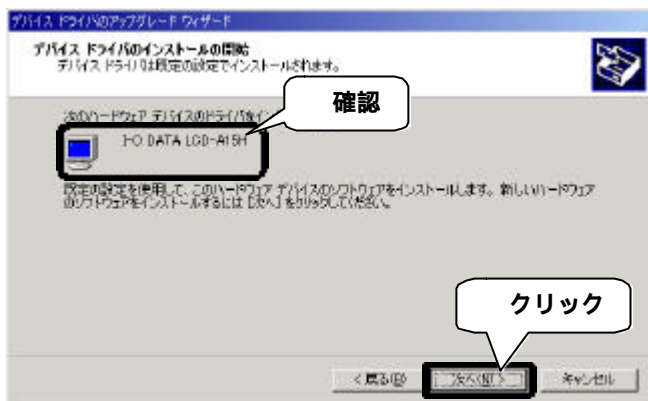 デバイス ドライバのアップグレード ウィザード
デバイス ドライバのインストールの開始
デバイス ドライバは既定の設定でインストールされます。
次のハードウェア デバイスのドライバをイン
確認
I-O DATA LCD-A15H
既定の設定を使用して、このハードウェア デバイスのソフトウェアをインストールします。新しいハードウェア
のソフトウェアをインストールするには [次へ] をクリックしてください。
クリック
< 戻る(B)
次へ(N) >
キャンセル